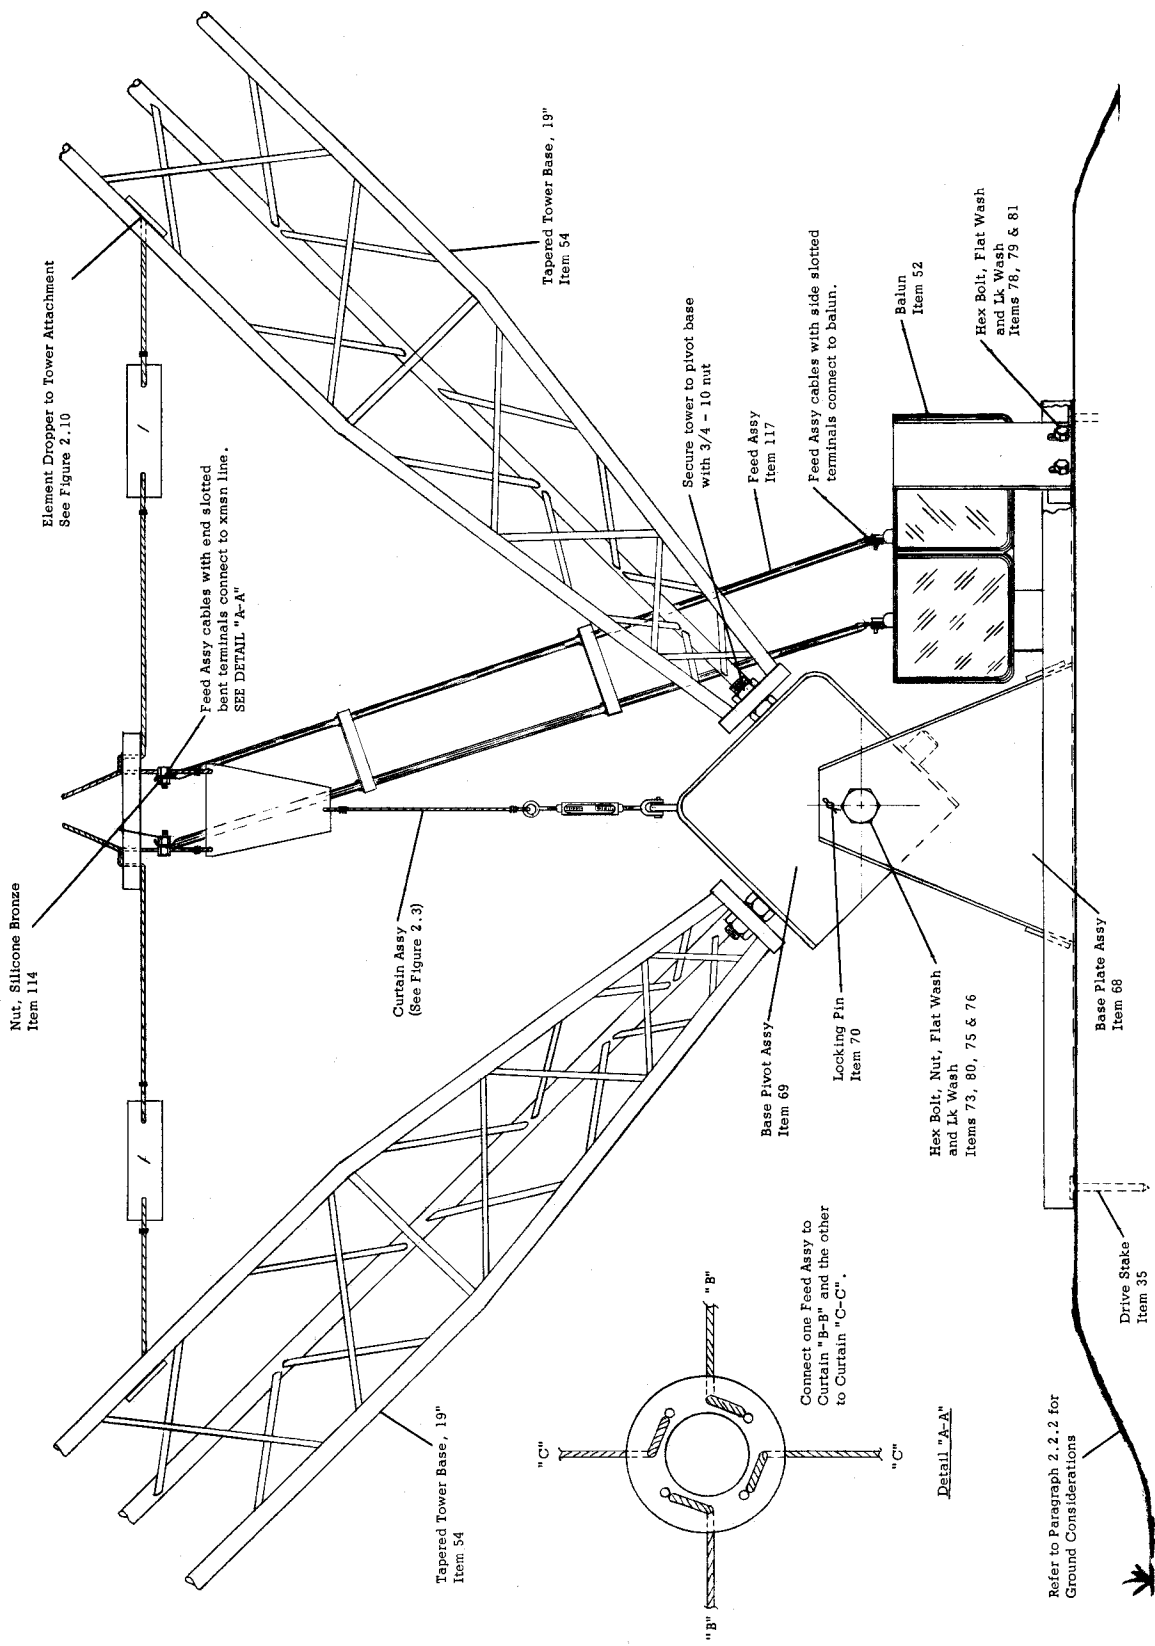 Nut, Silicone Bronze
Item 114
Element Dropper to Tower Attachment
See Figure 2.10
Feed Assy cables with end slotted
bent terminals connect to xmsn line.
SEE DETAIL "A-A"
Tapered Tower Base, 19"
Item 54
Curtain Assy
(See Figure 2.3)
Secure tower to pivot base
with 3/4 - 10 nut
Feed Assy
Item 117
Feed Assy cables with side slotted
terminals connect to balun.
Balun
Item 52
Hex Bolt, Flat Wash
and Lk Wash
Items 78, 79 & 81
Tapered Tower Base, 19"
Item 54
Base Pivot Assy
Item 69
Locking Pin
Item 70
Hex Bolt, Nut, Flat Wash
and Lk Wash
Items 73, 80, 75 & 76
Base Plate Assy
Item 68
"C"
"B"
"B"
"C"
Connect one Feed Assy to
Curtain "B-B" and the other
to Curtain "C-C".
Detail "A-A"
Drive Stake
Item 35
Refer to Paragraph 2.2.2 for
Ground Considerations